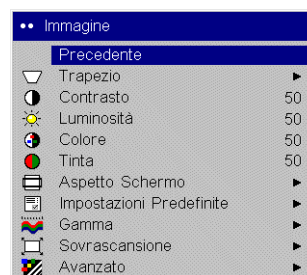 •• Immagine
Precedente
Trapezio
Contrasto 50
Luminosità 50
Colore 50
Tinta 50
Aspetto Schermo
Impostazioni Predefinite
Gamma
Sovrascansione
Avanzato